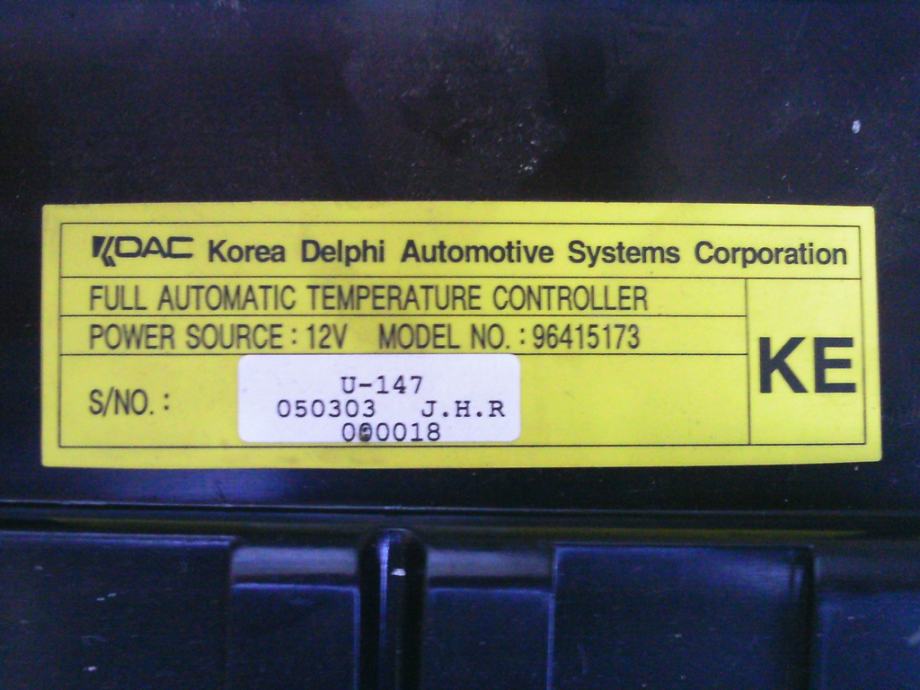 KDAC Korea Delphi Automotive Systems Corporation
FULL AUTOMATIC TEMPERATURE CONTROLLER
POWER SOURCE : 12V MODEL NO. : 96415173
KE
S/NO. :
U-147
050303 J.H.R
000018